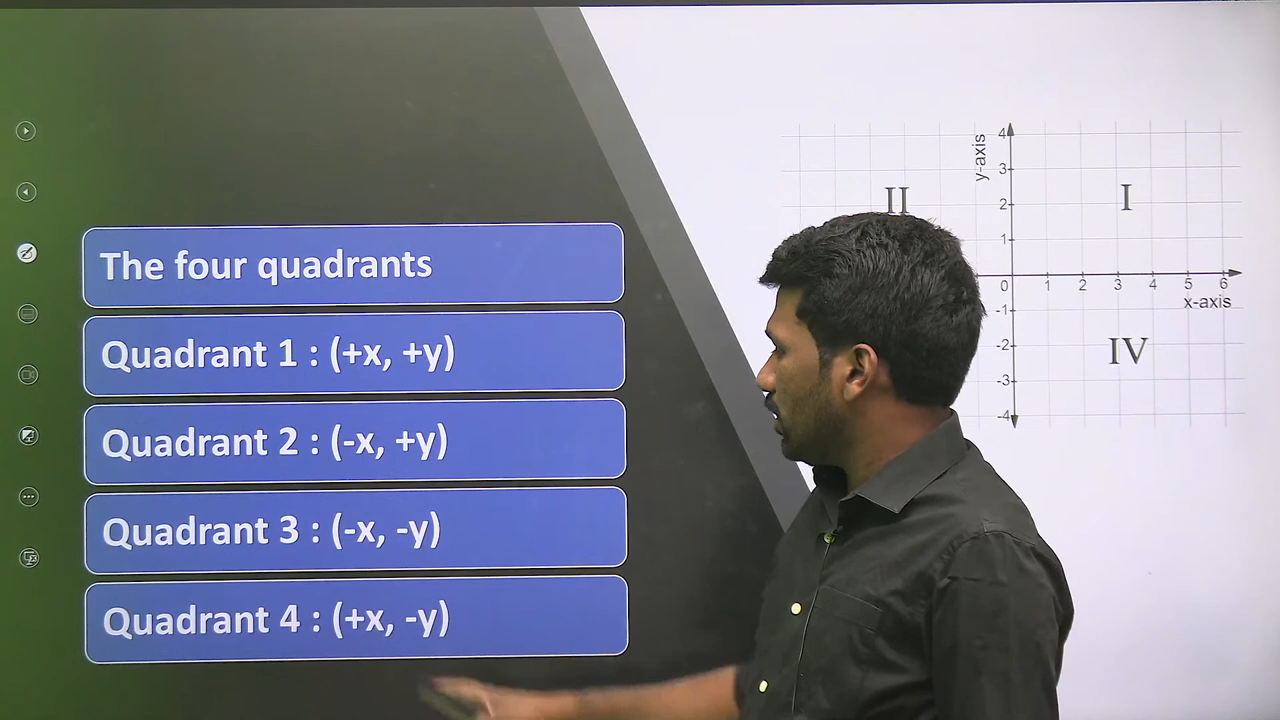 The four quadrants
Quadrant 1 : (+x, +y)
Quadrant 2 : (-x, +y)
Quadrant 3 : (-x, -y)
Quadrant 4 : (+x, -y)
y-axis
4
3
2
1
II
I
0 1 2 3 4 5 6
x-axis
-1
-2
-3
-4
IV